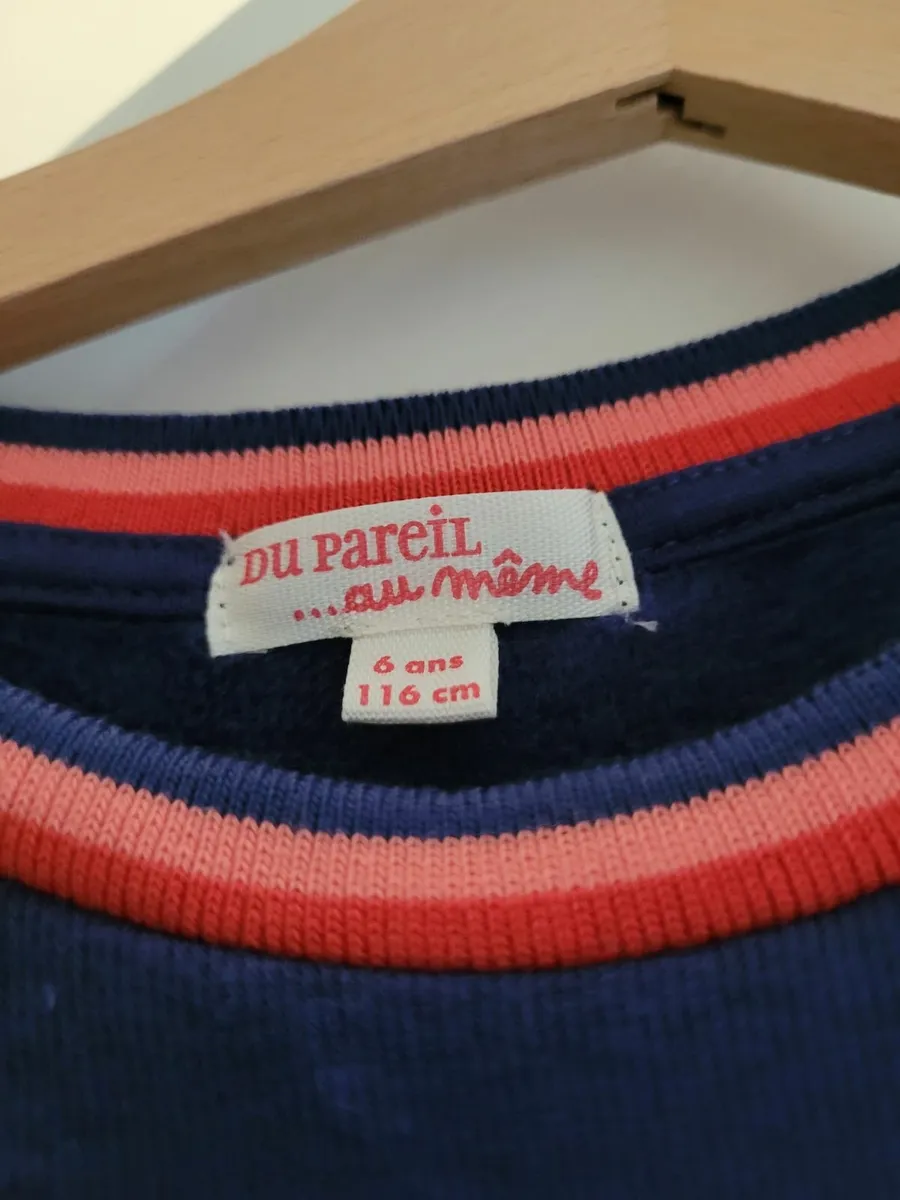 DU PareiL
...au même
6 ans
116 cm